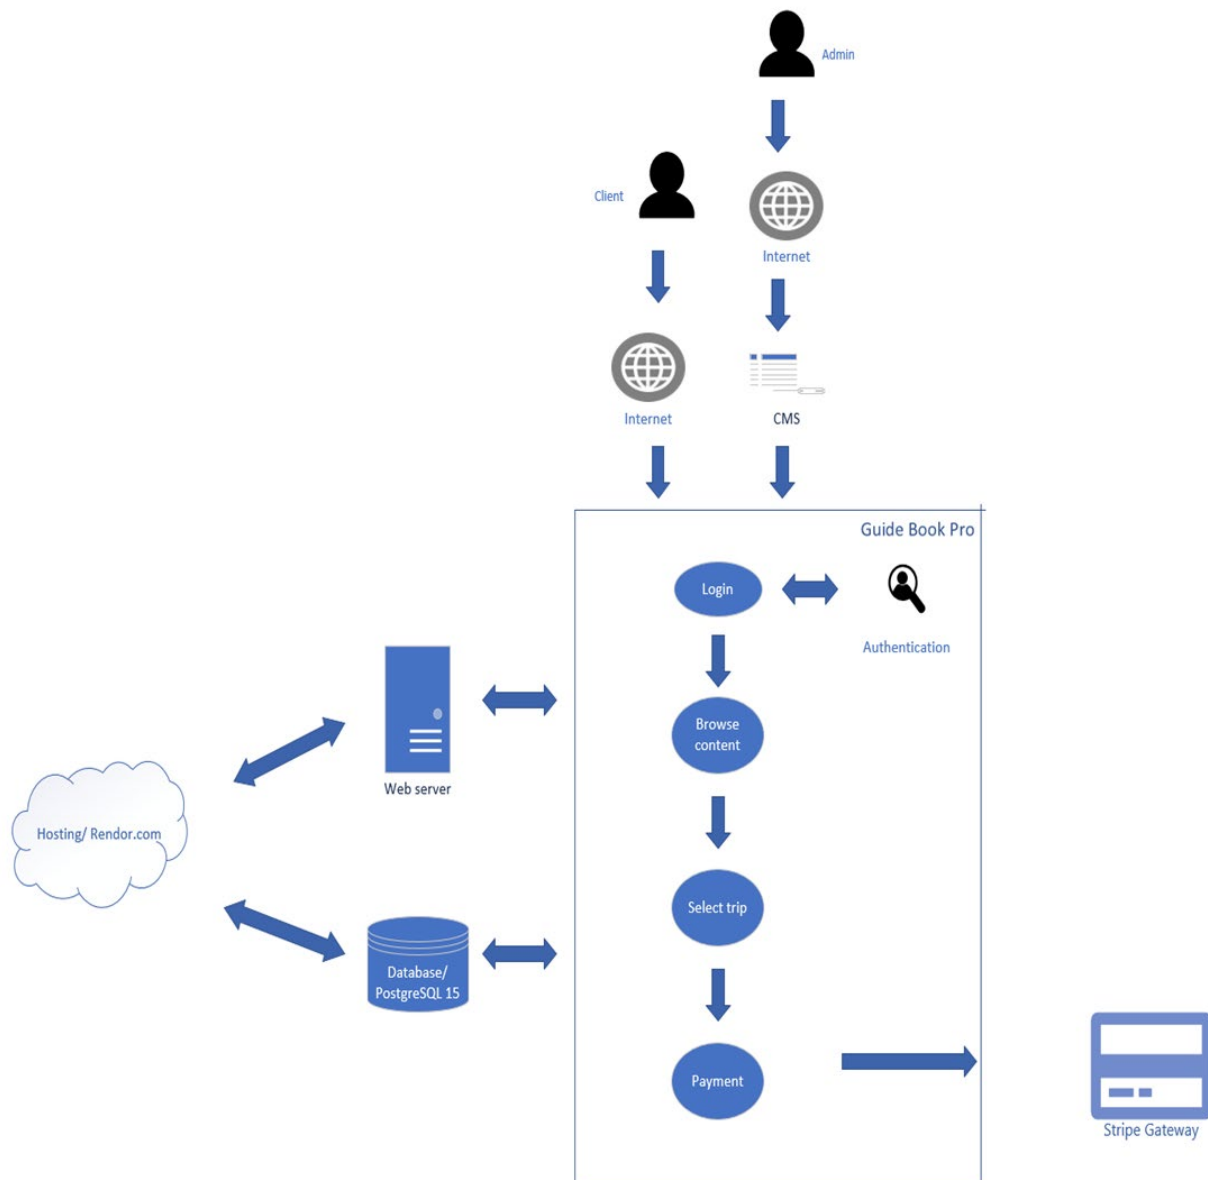 Admin
Client
Internet
Internet
CMS
Guide Book Pro
Login
Authentication
Browse
content
Web server
Hosting/ Rendor.com
Select trip
Database/
PostgreSQL 15
Payment
Stripe Gateway